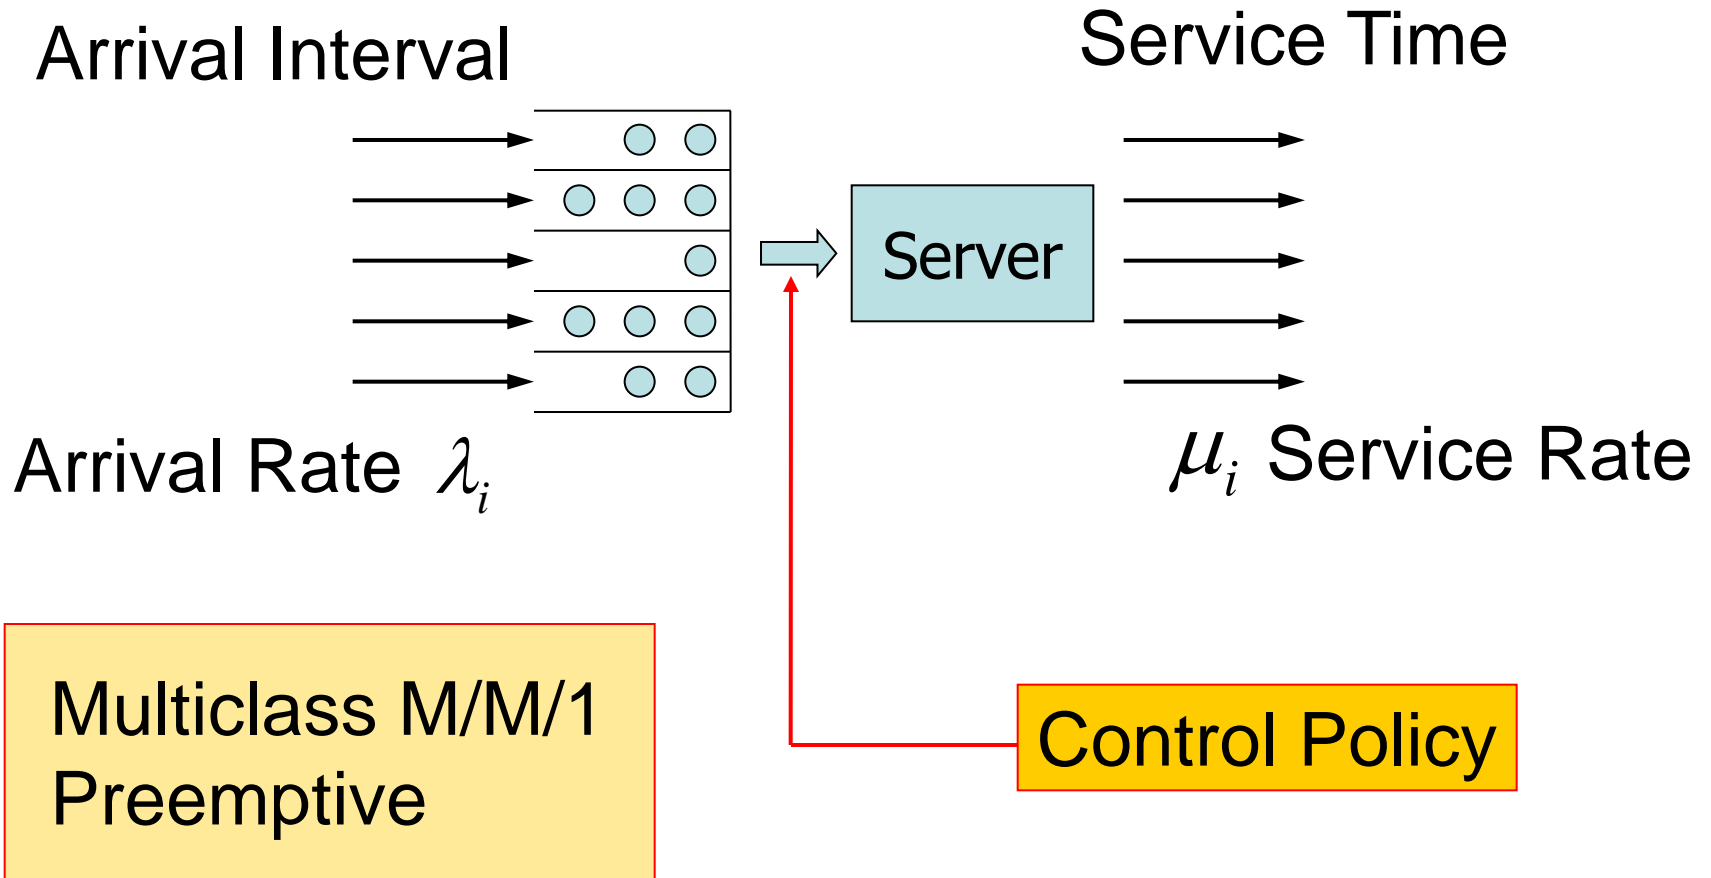 Arrival Interval
Service Time
Server
Arrival Rate λᵢ
μᵢ Service Rate
Multiclass M/M/1
Preemptive
Control Policy